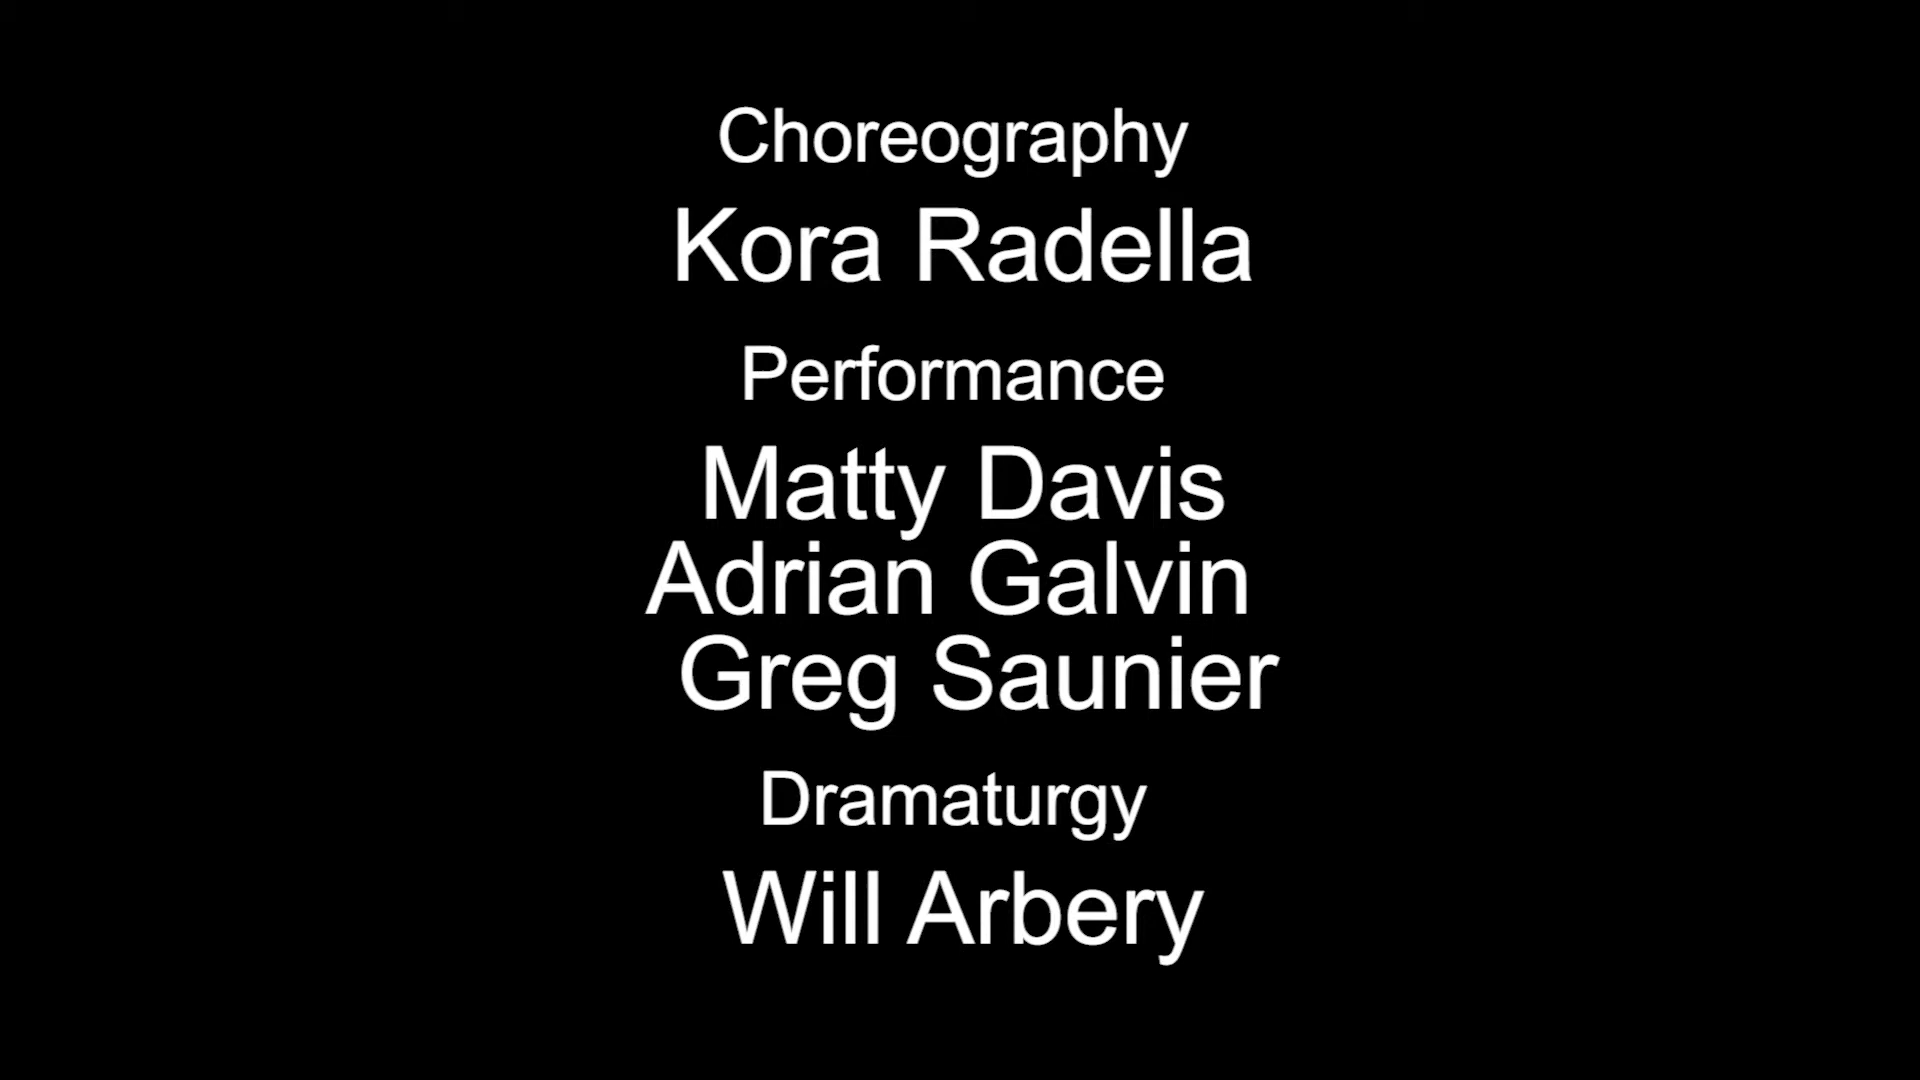 Choreography
Kora Radella
Performance
Matty Davis
Adrian Galvin
Greg Saunier
Dramaturgy
Will Arbery